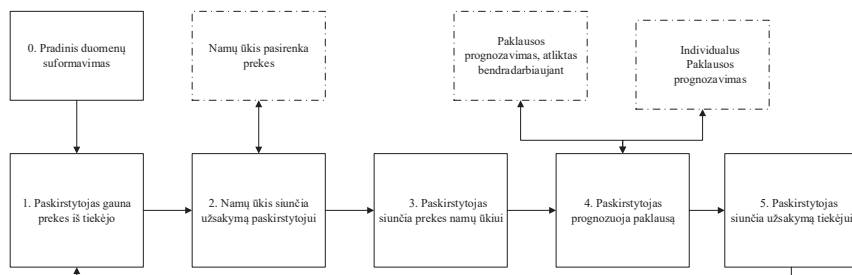 0. Pradinis duomenų
suformavimas
Namų ūkis pasirenka
prekes
Paklausos
prognozavimas, atliktas
bendradarbiaujant
Individualus
Paklausos
prognozavimas
1. Paskirstytojas gauna
prekes iš tiekėjo
2. Namų ūkis siunčia
užsakymą paskirstytojui
3. Paskirstytojas
siunčia prekes namų ūkiui
4. Paskirstytojas
prognozuoja paklausą
5. Paskirstytojas
siunčia užsakymą tiekėjui